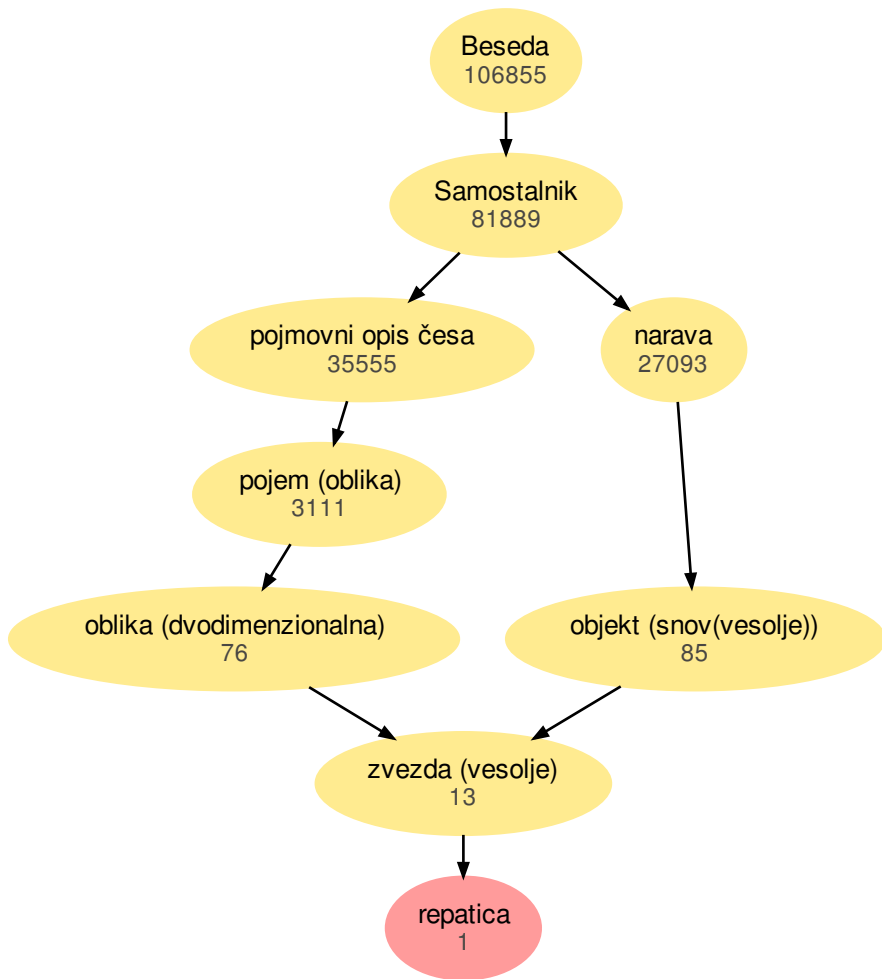 Beseda
106855
Samostalnik
81889
pojmovni opis česa
35555
narava
27093
pojem (oblika)
3111
oblika (dvodimenzionalna)
76
objekt (snov(vesolje))
85
zvezda (vesolje)
13
repatica
1